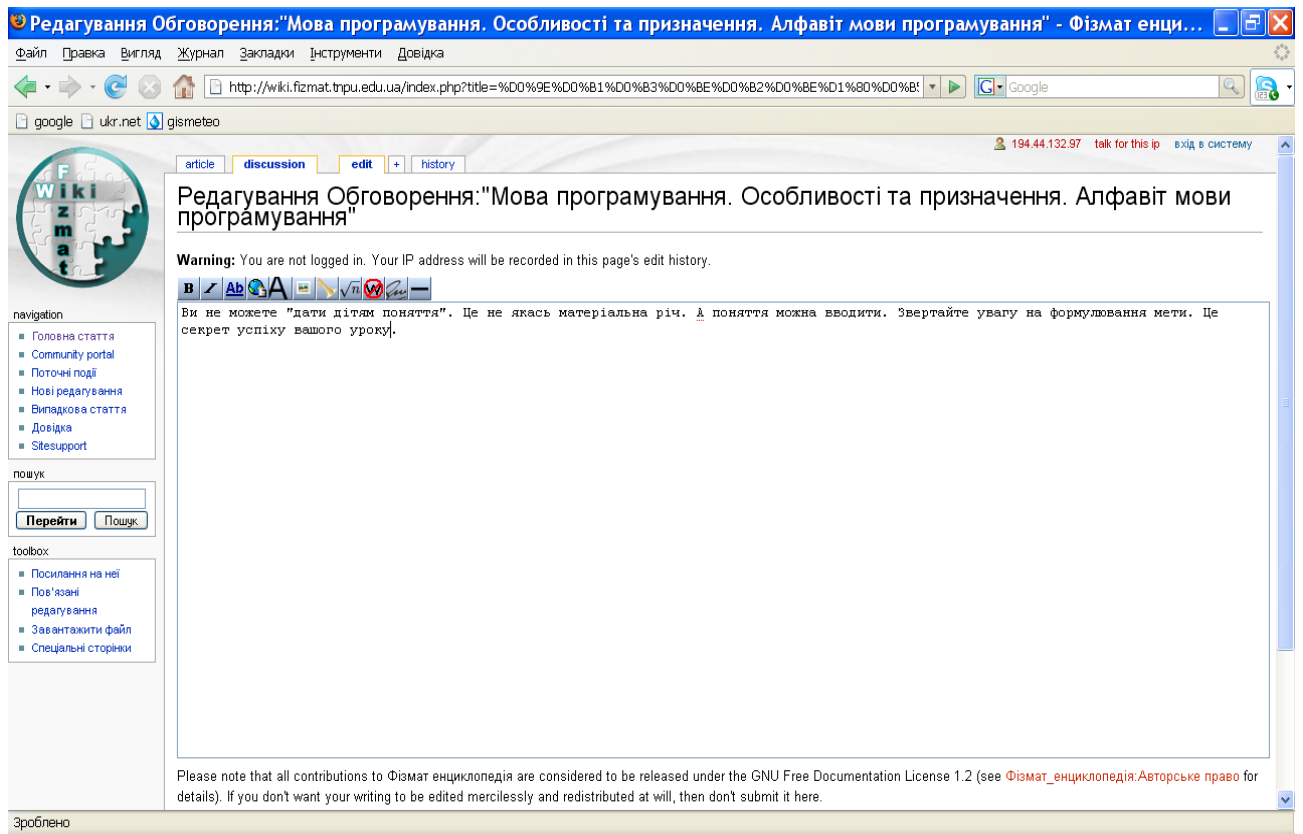 Редагування Обговорення:"Мова програмування. Особливості та призначення. Алфавіт мови програмування" - Фізмат енци...
Файл Правка Вигляд Журнал Закладки Інструменти Довідка
http://wiki.fizmat.tnpu.edu.ua/index.php?title=%D0%9E%D0%B1%D0%B3%D0%BE%D0%B2%D0%BE%D1%80%D0%B!
G Google
google ukr.net gismeteo
194.44.132.97 talk for this ip вхід в систему
article discussion edit + history
F
Wiki
z
m
a
t
Редагування Обговорення:"Мова програмування. Особливості та призначення. Алфавіт мови
програмування"
Warning: You are not logged in. Your IP address will be recorded in this page's edit history.
B I Ab A √n W
Ви не можете "дати дітям поняття". Це не якась матеріальна річ. А поняття можна вводити. Звертайте увагу на формулювання мети. Це
секрет успіху вашого уроку.
navigation
Головна стаття
Community portal
Поточні події
Нові редагування
Випадкова стаття
Довідка
Sitesupport
пошук
Перейти Пошук
toolbox
Посилання на неї
Пов'язані
редагування
Завантажити файл
Спеціальні сторінки
Please note that all contributions to Фізмат енциклопедія are considered to be released under the GNU Free Documentation License 1.2 (see Фізмат_енциклопедія:Авторське право for
details). If you don't want your writing to be edited mercilessly and redistributed at will, then don't submit it here.
Зроблено